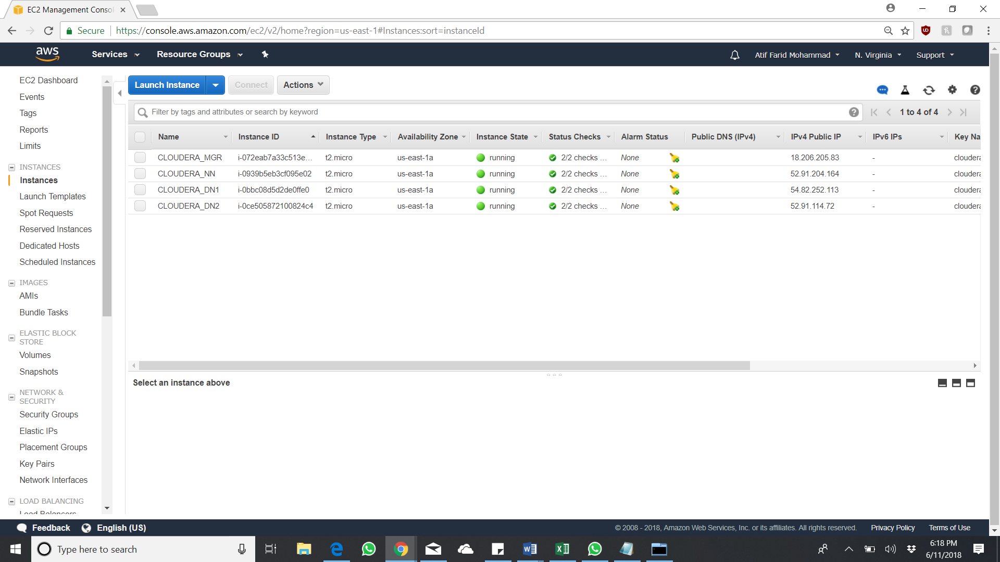 EC2 Management Consol
Secure
https://console.aws.amazon.com/ec2/v2/home?region=us-east-1#Instances:sort=instanceId
aws Services Resource Groups Atif Farid Mohammad N. Virginia Support
EC2 Dashboard
Events
Tags
Reports
Limits
INSTANCES
Instances
Launch Templates
Spot Requests
Reserved Instances
Dedicated Hosts
Scheduled Instances
IMAGES
AMIs
Bundle Tasks
ELASTIC BLOCK
STORE
Volumes
Snapshots
NETWORK &
SECURITY
Security Groups
Elastic IPs
Placement Groups
Key Pairs
Network Interfaces
LOAD BALANCING
Load Balancers
Launch Instance Connect Actions
Filter by tags and attributes or search by keyword 1 to 4 of 4
Name Instance ID Instance Type Availability Zone Instance State Status Checks Alarm Status Public DNS (IPv4) IPv4 Public IP IPv6 IPs Key Na
CLOUDERA_MGR i-072eab7a33c513e... t2.micro us-east-1a running 2/2 checks ... None 18.206.205.83 - cloudera
CLOUDERA_NN i-0939b5eb3cf095e02 t2.micro us-east-1a running 2/2 checks ... None 52.91.204.164 - cloudera
CLOUDERA_DN1 i-0bbc08d5d2de0ffe0 t2.micro us-east-1a running 2/2 checks ... None 54.82.252.113 - cloudera
CLOUDERA_DN2 i-0ce505872100824c4 t2.micro us-east-1a running 2/2 checks ... None 52.91.114.72 - cloudera
Select an instance above
Feedback English (US) © 2008 - 2018, Amazon Web Services, Inc. or its affiliates. All rights reserved. Privacy Policy Terms of Use
Type here to search
6:18 PM
6/11/2018